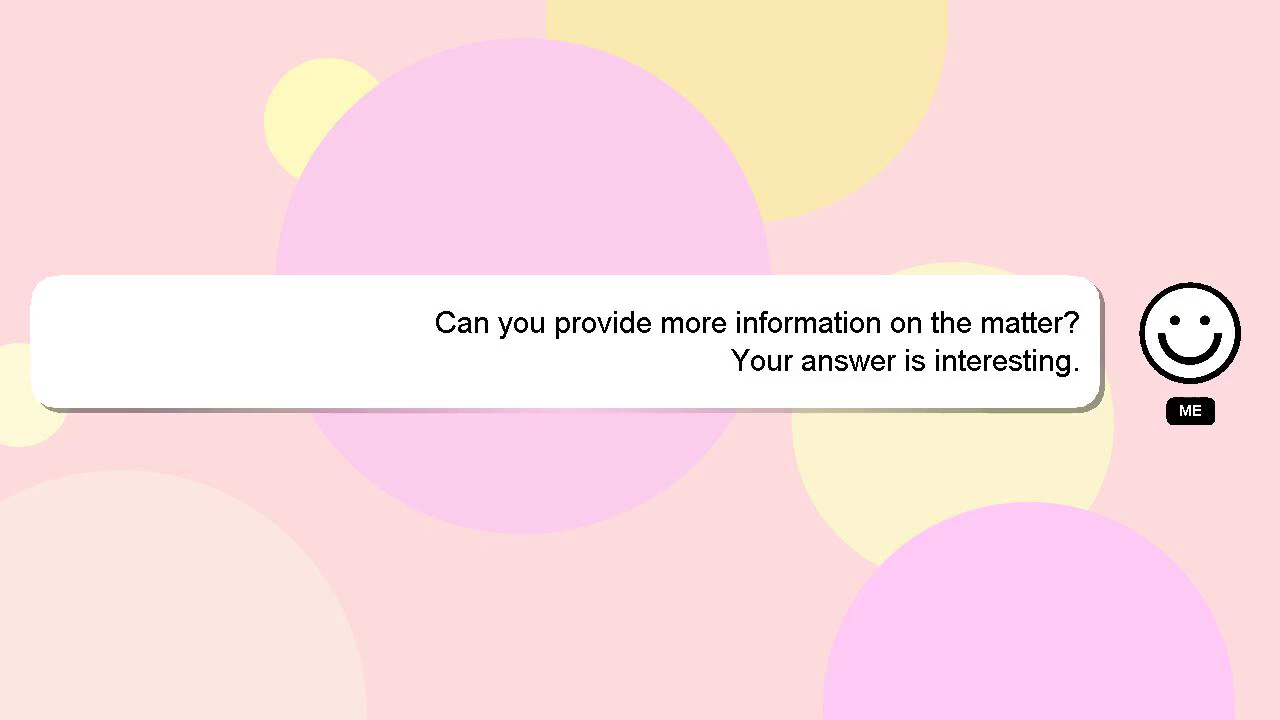 Can you provide more information on the matter?
Your answer is interesting.
ME